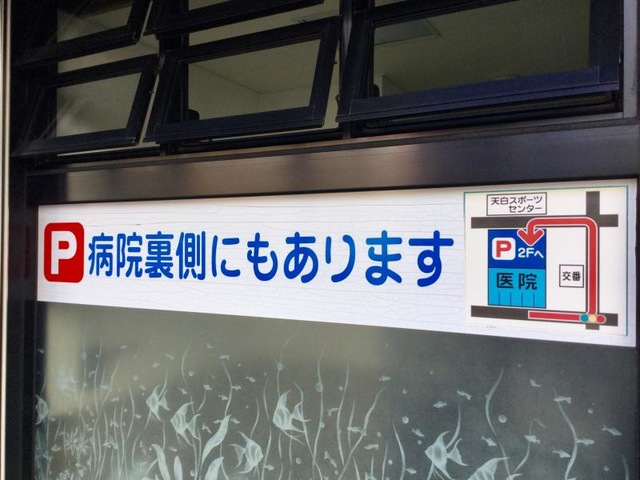 P 病院裏側にもあります
天白スポーツ
センター
P 2Fへ
医院
交番